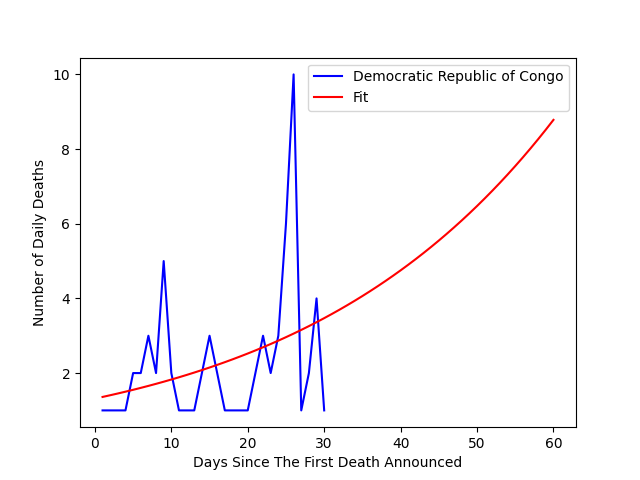 Democratic Republic of Congo
Fit
10
8
6
4
2
Number of Daily Deaths
0 10 20 30 40 50 60
Days Since The First Death Announced